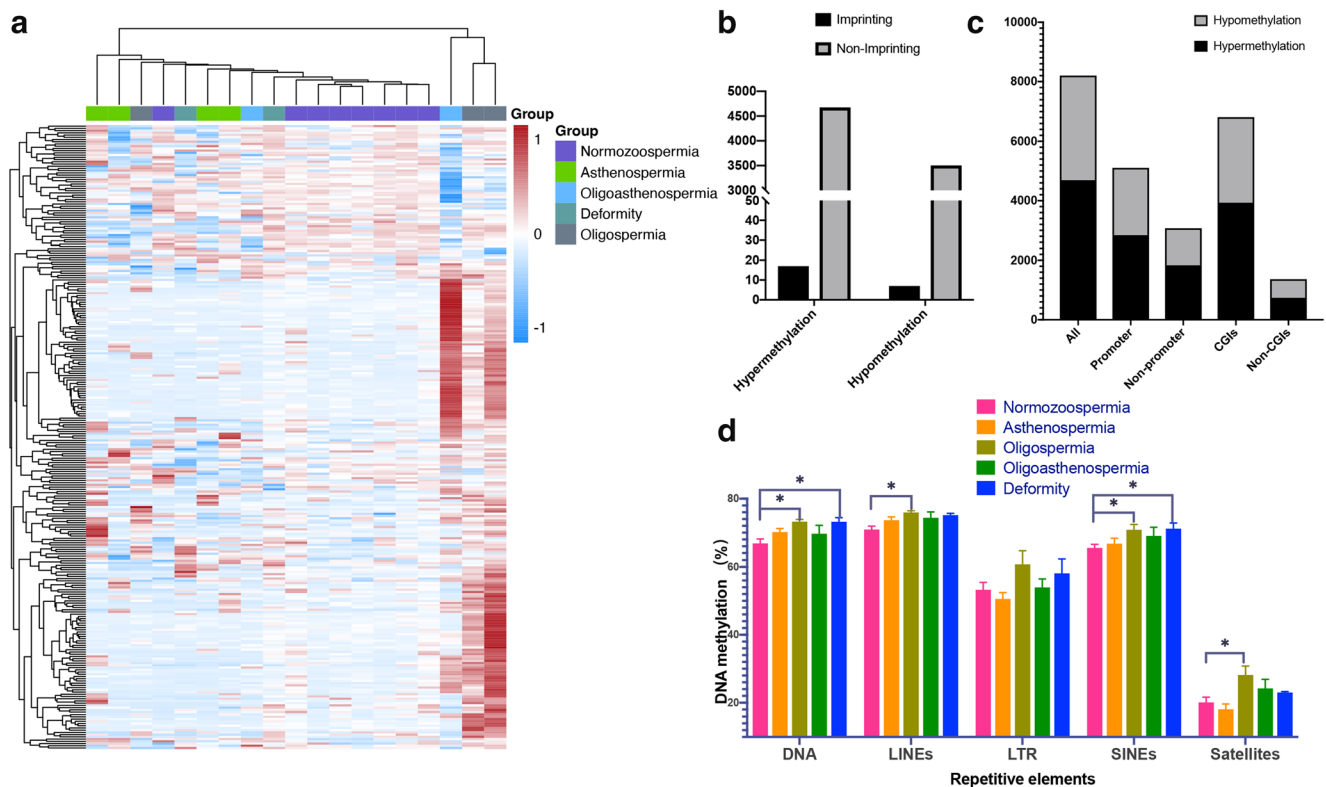 a
Group
1
0
-1
Group
Normozoospermia
Asthenospermia
Oligoasthenospermia
Deformity
Oligospermia
b
Imprinting
Non-Imprinting
5000
4500
4000
3500
3000
50
40
30
20
10
0
Hypermethylation
Hypomethylation
c
Hypomethylation
Hypermethylation
10000
8000
6000
4000
2000
0
All
Promoter
Non-promoter
CGIs
Non-CGIs
d
Normozoospermia
Asthenospermia
Oligospermia
Oligoasthenospermia
Deformity
DNA methylation (%)
80
60
40
20
*
*
*
*
*
*
DNA
LINEs
LTR
SINEs
Satellites
Repetitive elements